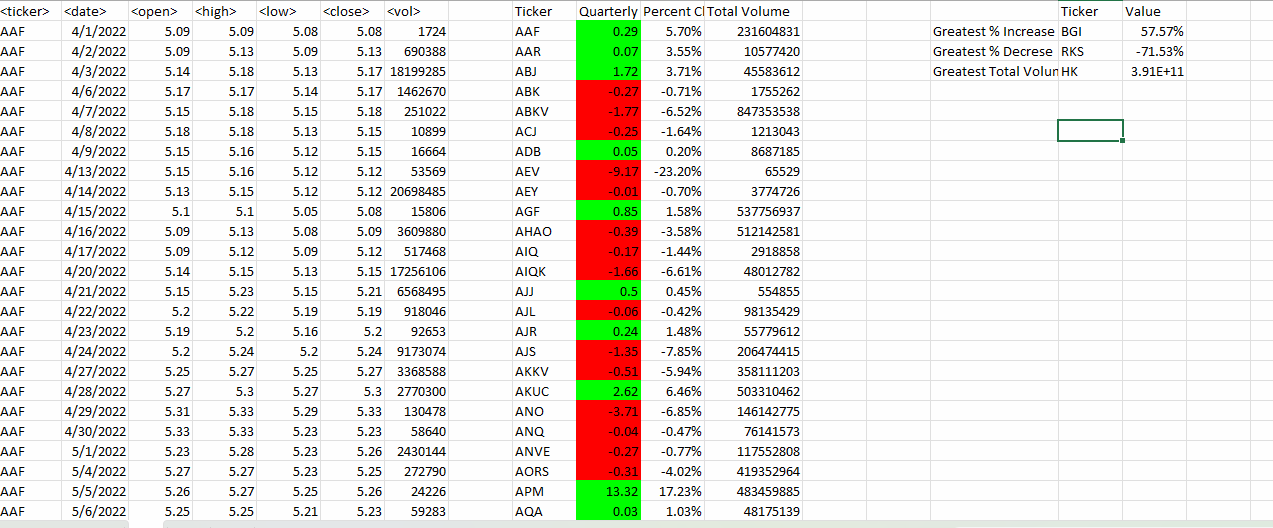 <ticker> <date> <open> <high> <low> <close> <vol> Ticker Quarterly Percent Cl Total Volume Ticker Value
AAF 4/1/2022 5.09 5.09 5.08 5.08 1724 AAF 0.29 5.70% 231604831 Greatest % Increase BGI 57.57%
AAF 4/2/2022 5.09 5.13 5.09 5.13 690388 AAR 0.07 3.55% 10577420 Greatest % Decrese RKS -71.53%
AAF 4/3/2022 5.14 5.18 5.13 5.17 18199285 ABJ 1.72 3.71% 45583612 Greatest Total Volun HK 3.91E+11
AAF 4/6/2022 5.17 5.17 5.14 5.17 1462670 ABK -0.27 -0.71% 1755262
AAF 4/7/2022 5.15 5.18 5.15 5.18 251022 ABKV -1.77 -6.52% 847353538
AAF 4/8/2022 5.18 5.18 5.13 5.15 10899 ACJ -0.25 -1.64% 1213043
AAF 4/9/2022 5.15 5.16 5.12 5.15 16664 ADB 0.05 0.20% 8687185
AAF 4/13/2022 5.15 5.16 5.12 5.12 53569 AEV -9.17 -23.20% 65529
AAF 4/14/2022 5.13 5.15 5.12 5.12 20698485 AEY -0.01 -0.70% 3774726
AAF 4/15/2022 5.1 5.1 5.05 5.08 15806 AGF 0.85 1.58% 537756937
AAF 4/16/2022 5.09 5.13 5.08 5.09 3609880 AHAO -0.39 -3.58% 512142581
AAF 4/17/2022 5.09 5.12 5.09 5.12 517468 AIQ -0.17 -1.44% 2918858
AAF 4/20/2022 5.14 5.15 5.13 5.15 17256106 AIQK -1.66 -6.61% 48012782
AAF 4/21/2022 5.15 5.23 5.15 5.21 6568495 AJJ 0.5 0.45% 554855
AAF 4/22/2022 5.2 5.22 5.19 5.19 918046 AJL -0.06 -0.42% 98135429
AAF 4/23/2022 5.19 5.2 5.16 5.2 92653 AJR 0.24 1.48% 55779612
AAF 4/24/2022 5.2 5.24 5.2 5.24 9173074 AJS -1.35 -7.85% 206474415
AAF 4/27/2022 5.25 5.27 5.25 5.27 3368588 AKKV -0.51 -5.94% 358111203
AAF 4/28/2022 5.27 5.3 5.27 5.3 2770300 AKUC 2.62 6.46% 503310462
AAF 4/29/2022 5.31 5.33 5.29 5.33 130478 ANO -3.71 -6.85% 146142775
AAF 4/30/2022 5.33 5.33 5.23 5.23 58640 ANQ -0.04 -0.47% 76141573
AAF 5/1/2022 5.23 5.28 5.23 5.26 2430144 ANVE -0.27 -0.77% 117552808
AAF 5/4/2022 5.27 5.27 5.23 5.25 272790 AORS -0.31 -4.02% 419352964
AAF 5/5/2022 5.26 5.27 5.25 5.26 24226 APM 13.32 17.23% 483459885
AAF 5/6/2022 5.25 5.25 5.21 5.23 59283 AQA 0.03 1.03% 48175139